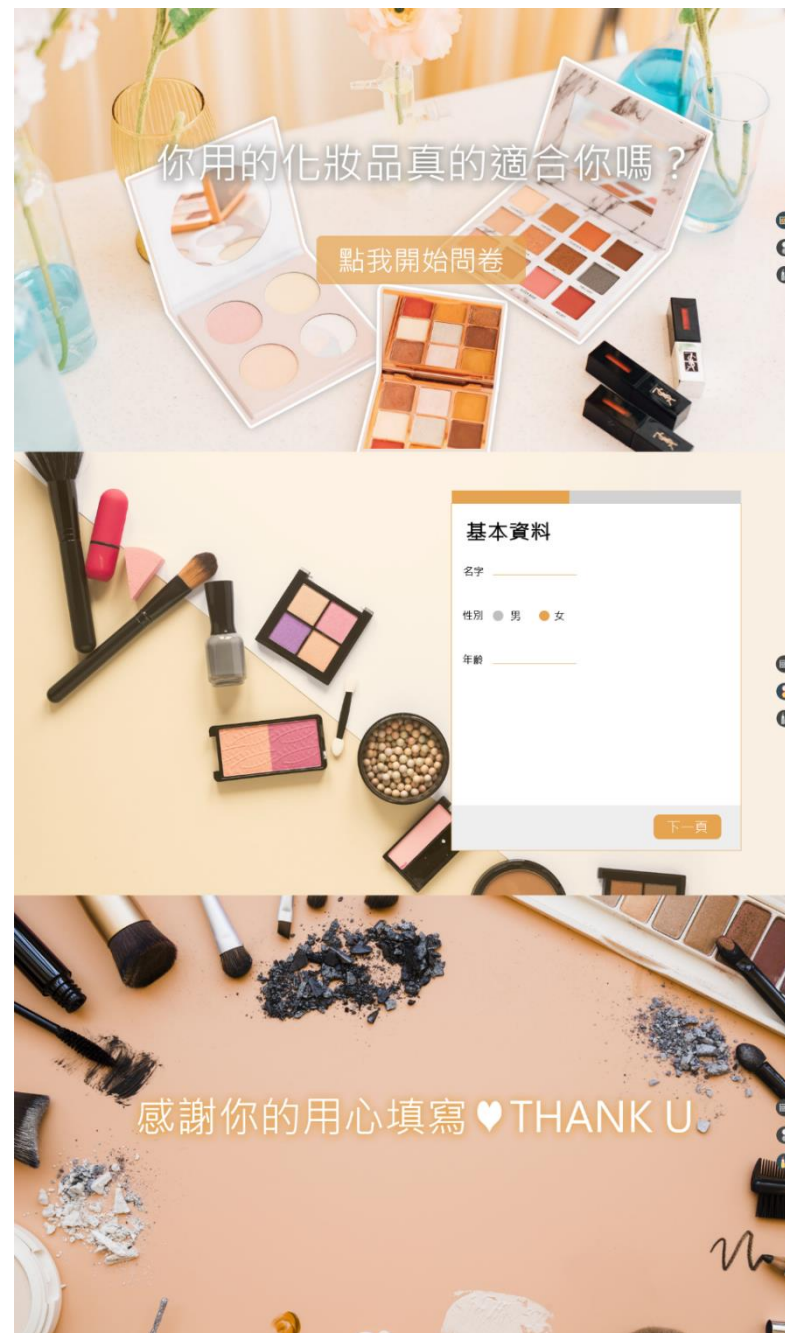 你用的化妝品真的適合你嗎？
點我開始問卷
基本資料
名字
性別 男 女
年齡
下一頁
感謝你的用心填寫♥THANK U